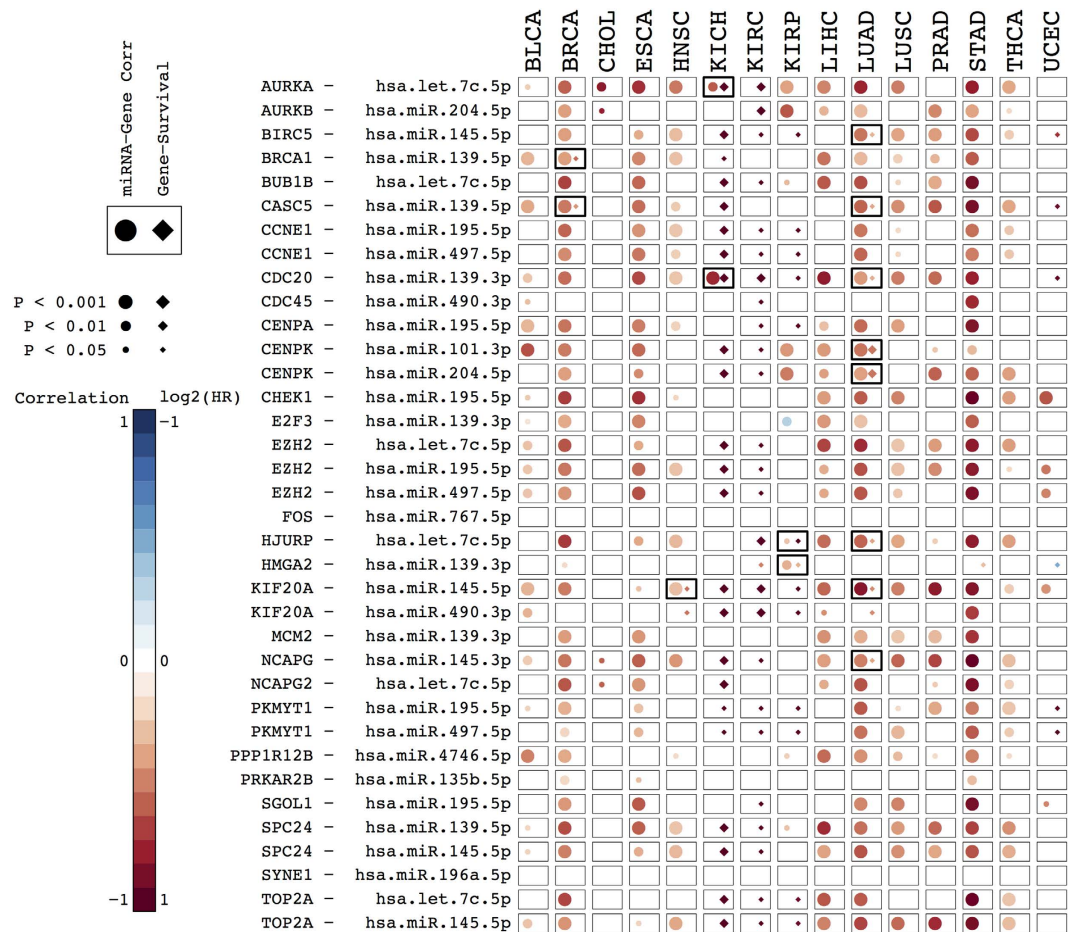 BLCA BRCA CHOL ESCA HNSC KICH KIRC KIRP LIHC LUAD LUSC PRAD STAD THCA UCEC
miRNA-Gene Corr
Gene-Survival
P < 0.001
P < 0.01
P < 0.05
Correlation log2(HR)
1 -1
0 0
-1 1
AURKA - hsa.let.7c.5p
AURKB - hsa.miR.204.5p
BIRC5 - hsa.miR.145.5p
BRCA1 - hsa.miR.139.5p
BUB1B - hsa.let.7c.5p
CASC5 - hsa.miR.139.5p
CCNE1 - hsa.miR.195.5p
CCNE1 - hsa.miR.497.5p
CDC20 - hsa.miR.139.3p
CDC45 - hsa.miR.490.3p
CENPA - hsa.miR.195.5p
CENPK - hsa.miR.101.3p
CENPK - hsa.miR.204.5p
CHEK1 - hsa.miR.195.5p
E2F3 - hsa.miR.139.3p
EZH2 - hsa.let.7c.5p
EZH2 - hsa.miR.195.5p
EZH2 - hsa.miR.497.5p
FOS - hsa.miR.767.5p
HJURP - hsa.let.7c.5p
HMGA2 - hsa.miR.139.3p
KIF20A - hsa.miR.145.5p
KIF20A - hsa.miR.490.3p
MCM2 - hsa.miR.139.3p
NCAPG - hsa.miR.145.3p
NCAPG2 - hsa.let.7c.5p
PKMYT1 - hsa.miR.195.5p
PKMYT1 - hsa.miR.497.5p
PPP1R12B - hsa.miR.4746.5p
PRKAR2B - hsa.miR.135b.5p
SGOL1 - hsa.miR.195.5p
SPC24 - hsa.miR.139.5p
SPC24 - hsa.miR.145.5p
SYNE1 - hsa.miR.196a.5p
TOP2A - hsa.let.7c.5p
TOP2A - hsa.miR.145.5p